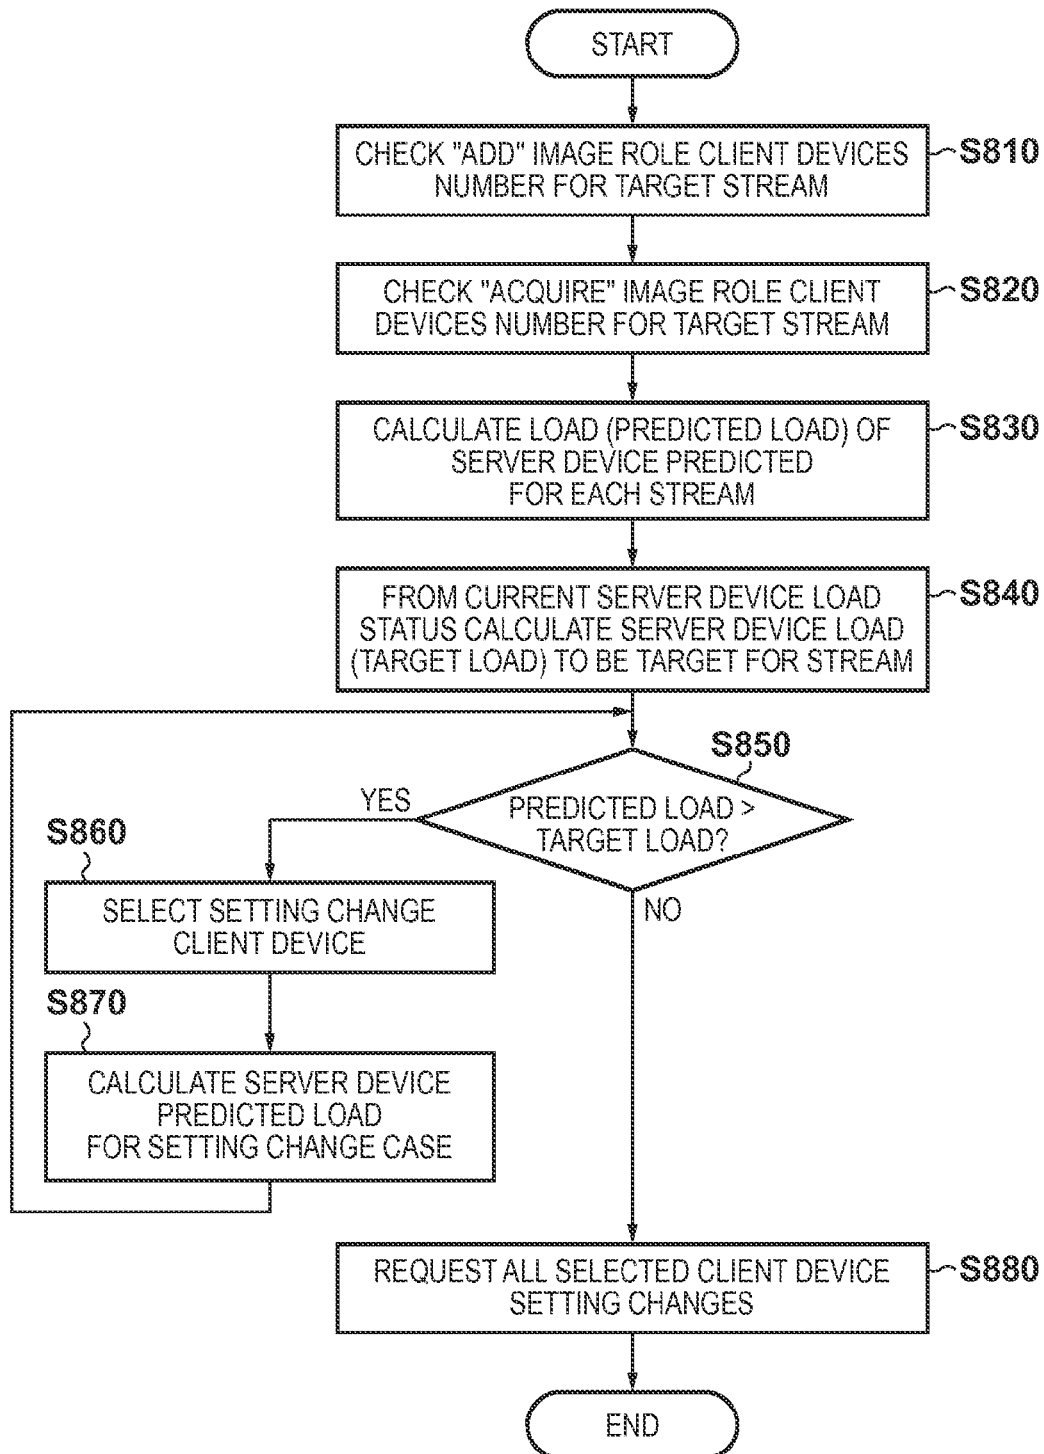 START
CHECK "ADD" IMAGE ROLE CLIENT DEVICES
NUMBER FOR TARGET STREAM
S810
CHECK "ACQUIRE" IMAGE ROLE CLIENT
DEVICES NUMBER FOR TARGET STREAM
S820
CALCULATE LOAD (PREDICTED LOAD) OF
SERVER DEVICE PREDICTED
FOR EACH STREAM
S830
FROM CURRENT SERVER DEVICE LOAD
STATUS CALCULATE SERVER DEVICE LOAD
(TARGET LOAD) TO BE TARGET FOR STREAM
S840
S850
PREDICTED LOAD >
TARGET LOAD?
YES
NO
S860
SELECT SETTING CHANGE
CLIENT DEVICE
S870
CALCULATE SERVER DEVICE
PREDICTED LOAD
FOR SETTING CHANGE CASE
REQUEST ALL SELECTED CLIENT DEVICE
SETTING CHANGES
S880
END